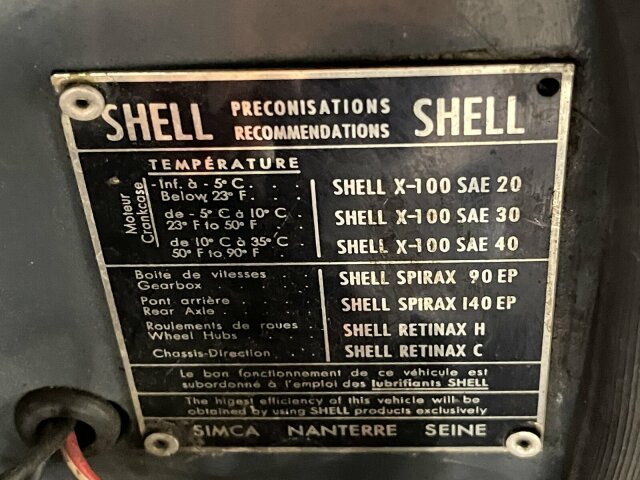 SHELL PRECONISATIONS SHELL
RECOMMENDATIONS
TEMPÉRATURE
Moteur
Crankcase
Inf. à - 5° C. . . . SHELL X-100 SAE 20
Below 23° F. . .
de - 5° C à 10° C SHELL X-100 SAE 30
23° F to 50° F .
de 10° C à 35° C SHELL X-100 SAE 40
50° F to 90° F .
Boite de vitesses . . . SHELL SPIRAX 90 EP
Gearbox . . .
Pont arrière . . . SHELL SPIRAX 140 EP
Rear Axle . . .
Roulements de roues . SHELL RETINAX H
Wheel Hubs . . .
Chassis-Direction . . . SHELL RETINAX C
Le bon fonctionnement de ce véhicule est
subordonné à l'emploi des lubrifiants SHELL
The higest efficiency of this vehicle will be
obtained by using SHELL products exclusively
SIMCA NANTERRE SEINE